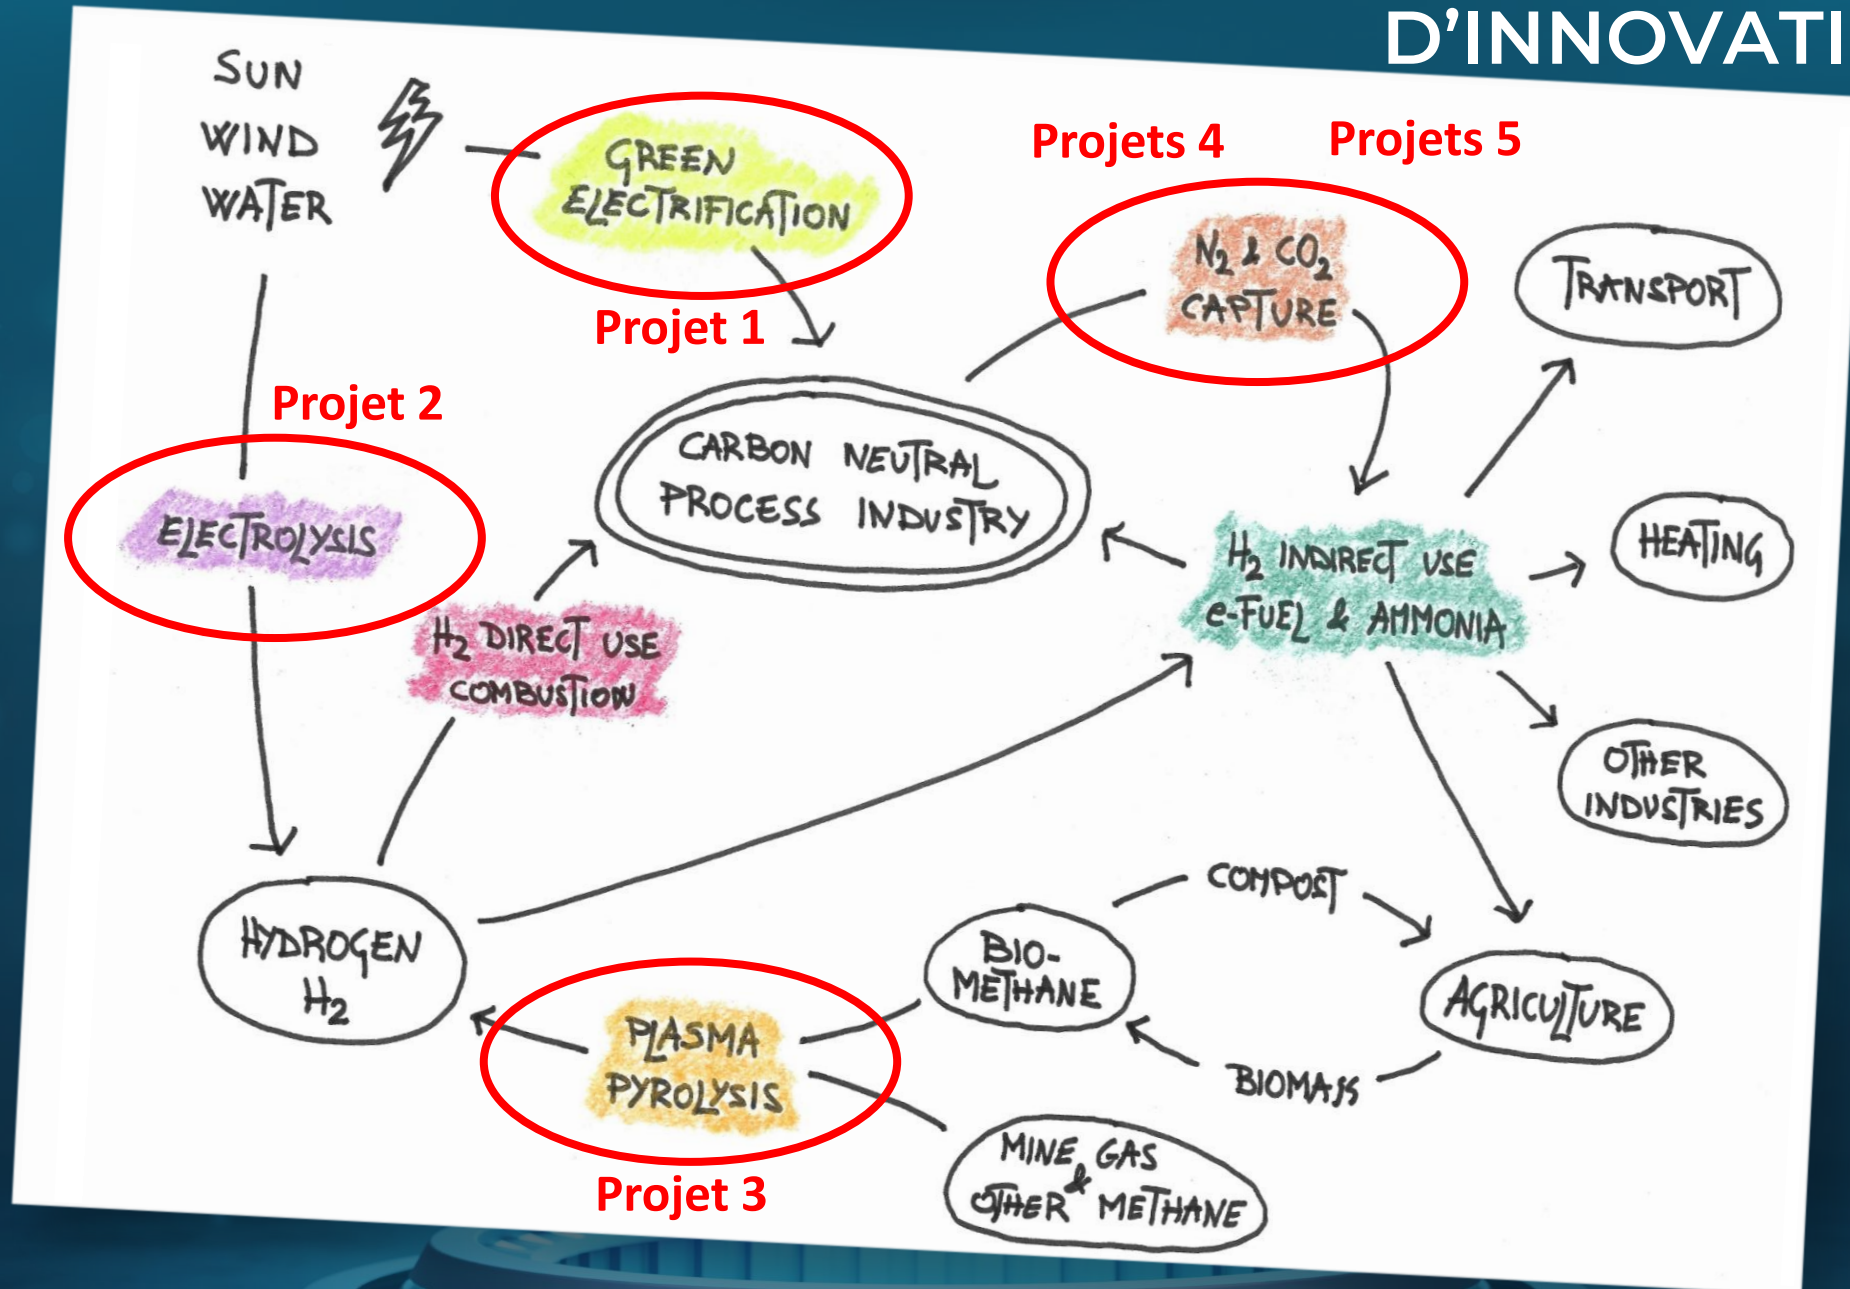 D'INNOVATI
SUN
WIND
WATER
GREEN
ELECTRIFICATION
Projet 1
Projets 4
Projets 5
N₂ & CO₂
CAPTURE
TRANSPORT
Projet 2
ELECTROLYSIS
CARBON NEUTRAL
PROCESS INDUSTRY
H₂ INDIRECT USE
e-FUEL & AMMONIA
HEATING
H₂ DIRECT USE
COMBUSTION
OTHER
INDUSTRIES
HYDROGEN
H₂
PLASMA
PYROLYSIS
Projet 3
BIO-
METHANE
COMPOST
AGRICULTURE
BIOMASS
MINE GAS
&
OTHER METHANE